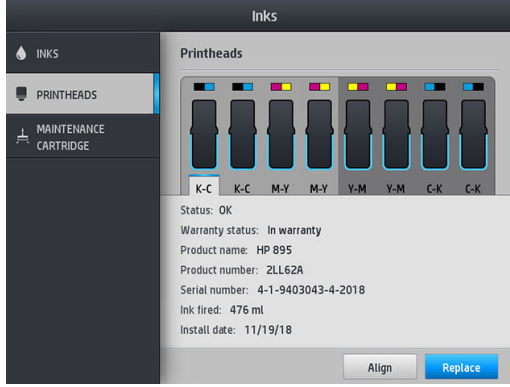 Inks
INKS
PRINTHEADS
MAINTENANCE
CARTRIDGE
Printheads
K-C K-C M-Y M-Y Y-M Y-M C-K C-K
Status: OK
Warranty status: In warranty
Product name: HP 895
Product number: 2LL62A
Serial number: 4-1-9403043-4-2018
Ink fired: 476 ml
Install date: 11/19/18
Align Replace